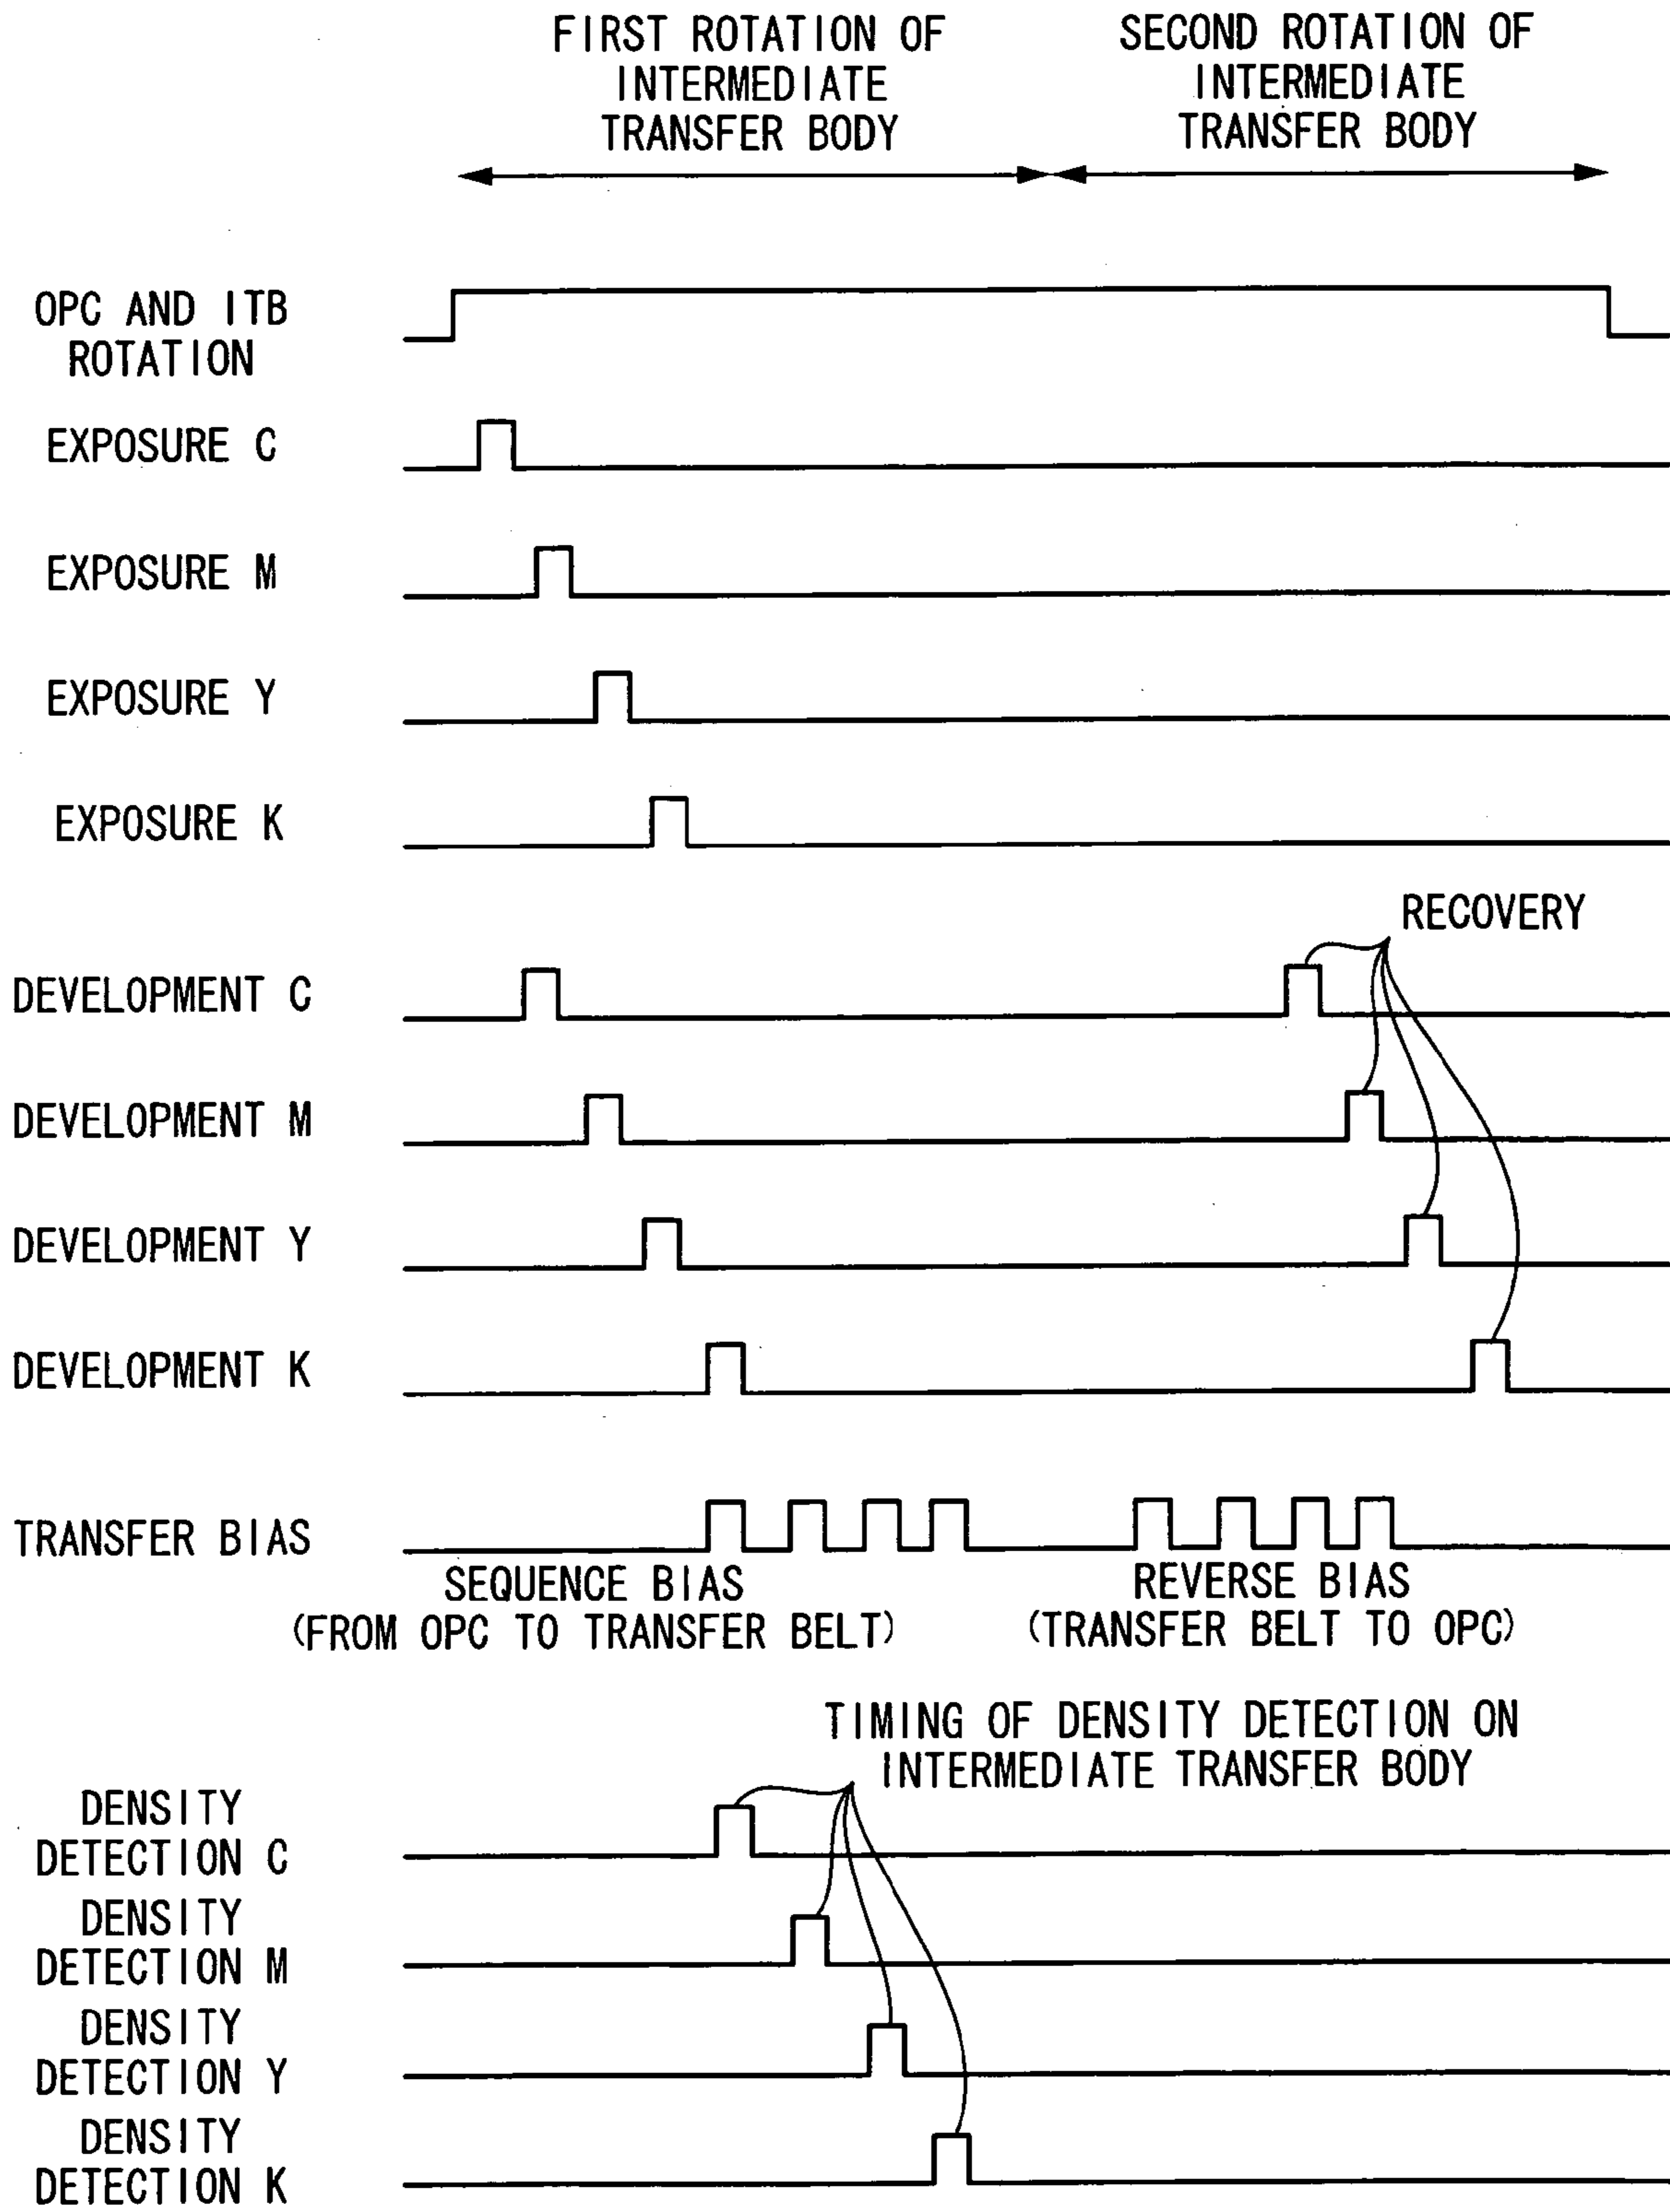 FIRST ROTATION OF
INTERMEDIATE
TRANSFER BODY
SECOND ROTATION OF
INTERMEDIATE
TRANSFER BODY
OPC AND ITB
ROTATION
EXPOSURE C
EXPOSURE M
EXPOSURE Y
EXPOSURE K
RECOVERY
DEVELOPMENT C
DEVELOPMENT M
DEVELOPMENT Y
DEVELOPMENT K
TRANSFER BIAS
SEQUENCE BIAS
(FROM OPC TO TRANSFER BELT)
REVERSE BIAS
(TRANSFER BELT TO OPC)
TIMING OF DENSITY DETECTION ON
INTERMEDIATE TRANSFER BODY
DENSITY
DETECTION C
DENSITY
DETECTION M
DENSITY
DETECTION Y
DENSITY
DETECTION K